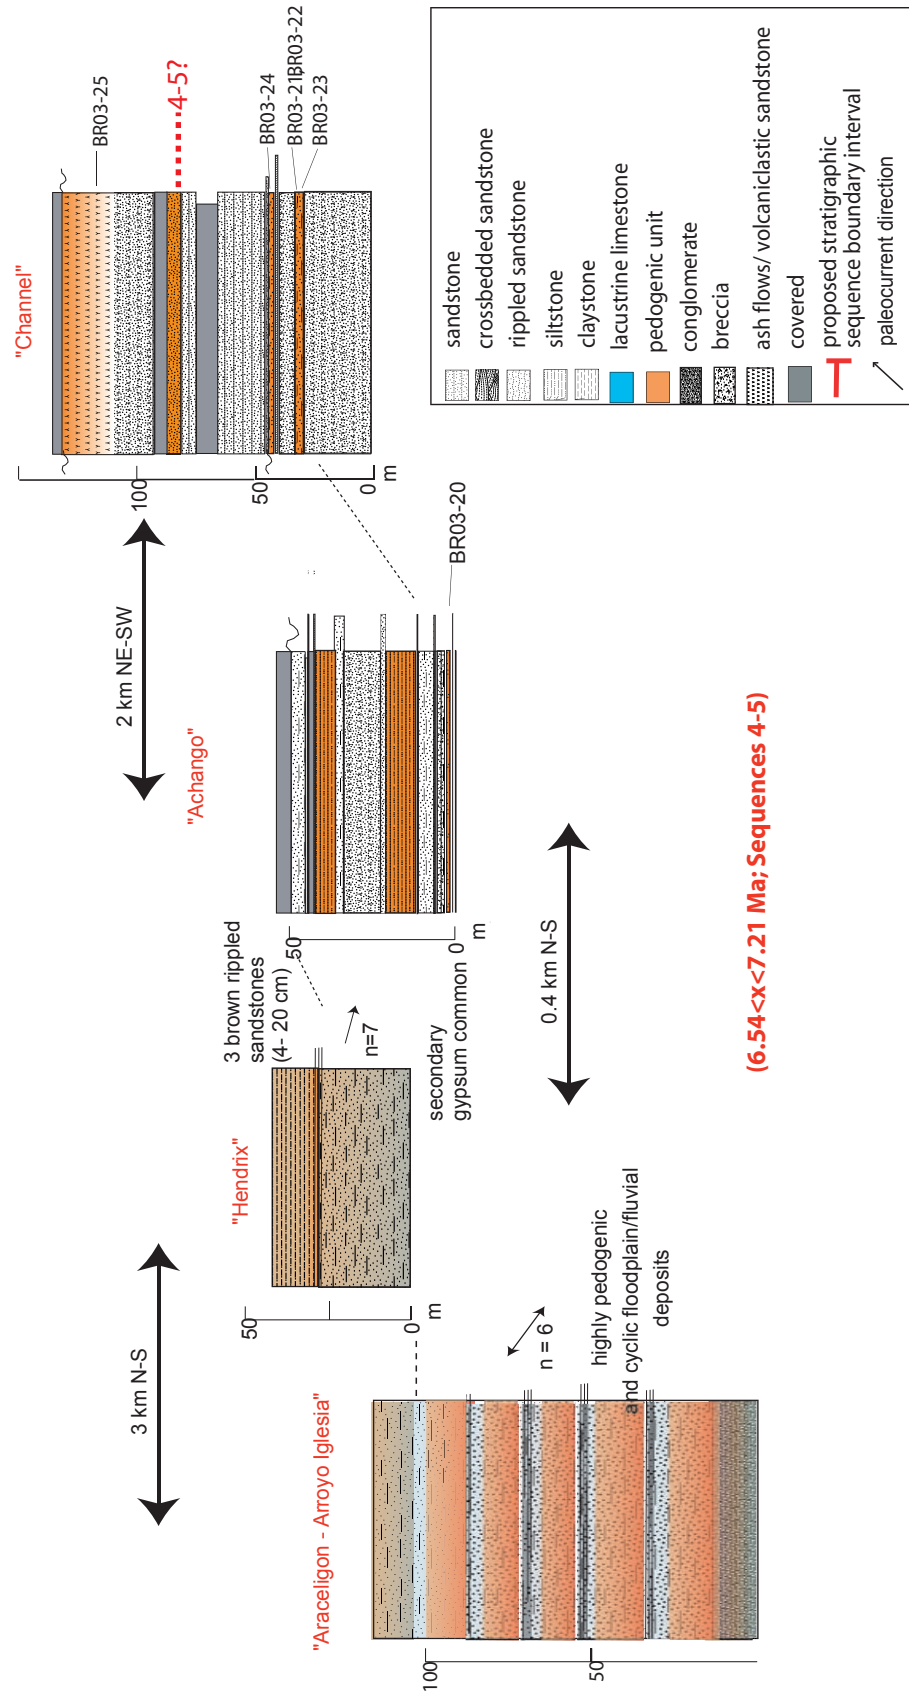 3 km N-S
"Araceligon - Arroyo Iglesia"
100
50
n = 6
highly pedogenic
and cyclic floodplain/fluvial
deposits
"Hendrix"
50
0
m
3 brown rippled
sandstones
(4- 20 cm)
n=7
secondary
gypsum common
0.4 km N-S
"Achango"
50
0
m
BR03-20
2 km NE-SW
"Channel"
100
50
0
m
BR03-25
4-5?
BR03-24
BR03-21
BR03-22
BR03-23
(6.54<x<7.21 Ma; Sequences 4-5)
sandstone
crossbedded sandstone
rippled sandstone
siltstone
claystone
lacustrine limestone
pedogenic unit
conglomerate
breccia
ash flows/ volcaniclastic sandstone
covered
proposed stratigraphic
sequence boundary interval
paleocurrent direction